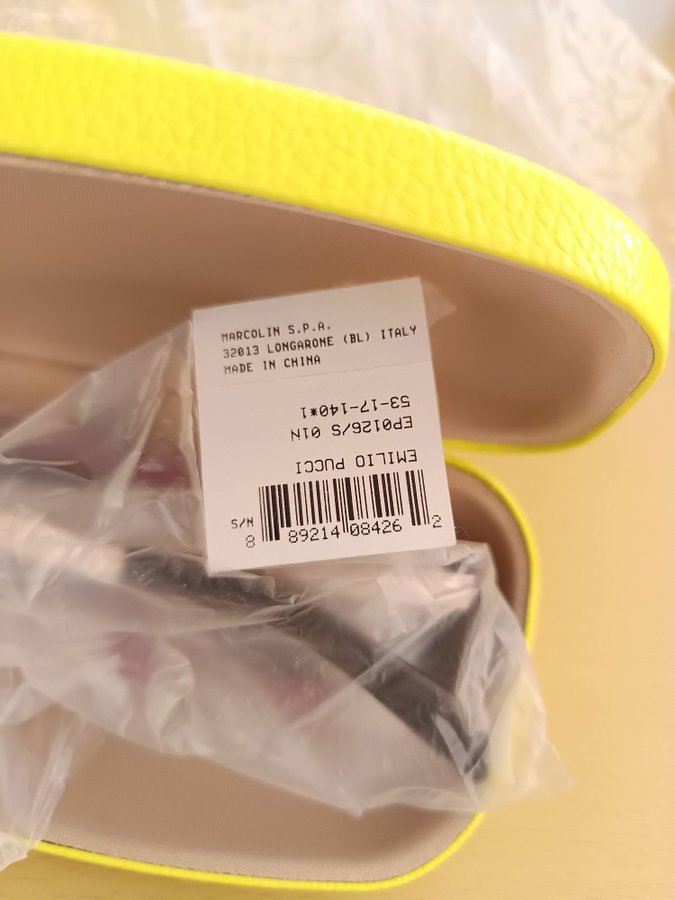 MARCOLIN S.P.A.
32013 LONGARONE (BL) ITALY
MADE IN CHINA
EMILIO PUCCI
EP0126/S 01N
53-17-140*1
N/S
8 89214 08426 2